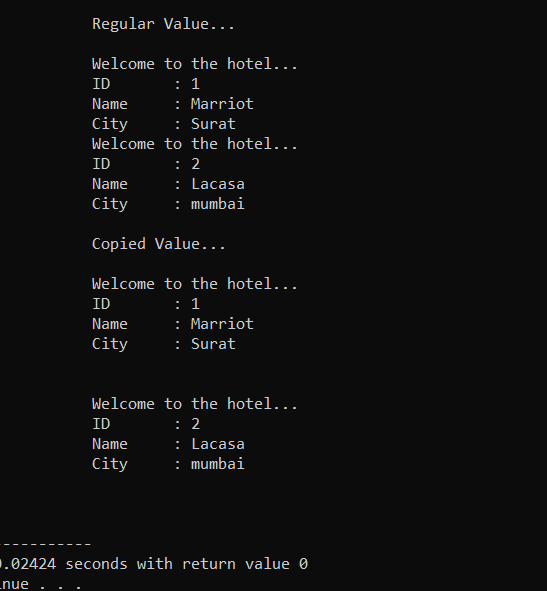 Regular Value...
Welcome to the hotel...
ID : 1
Name : Marriot
City : Surat
Welcome to the hotel...
ID : 2
Name : Lacasa
City : mumbai
Copied Value...
Welcome to the hotel...
ID : 1
Name : Marriot
City : Surat
Welcome to the hotel...
ID : 2
Name : Lacasa
City : mumbai
-----------
.02424 seconds with return value 0
inue . . .